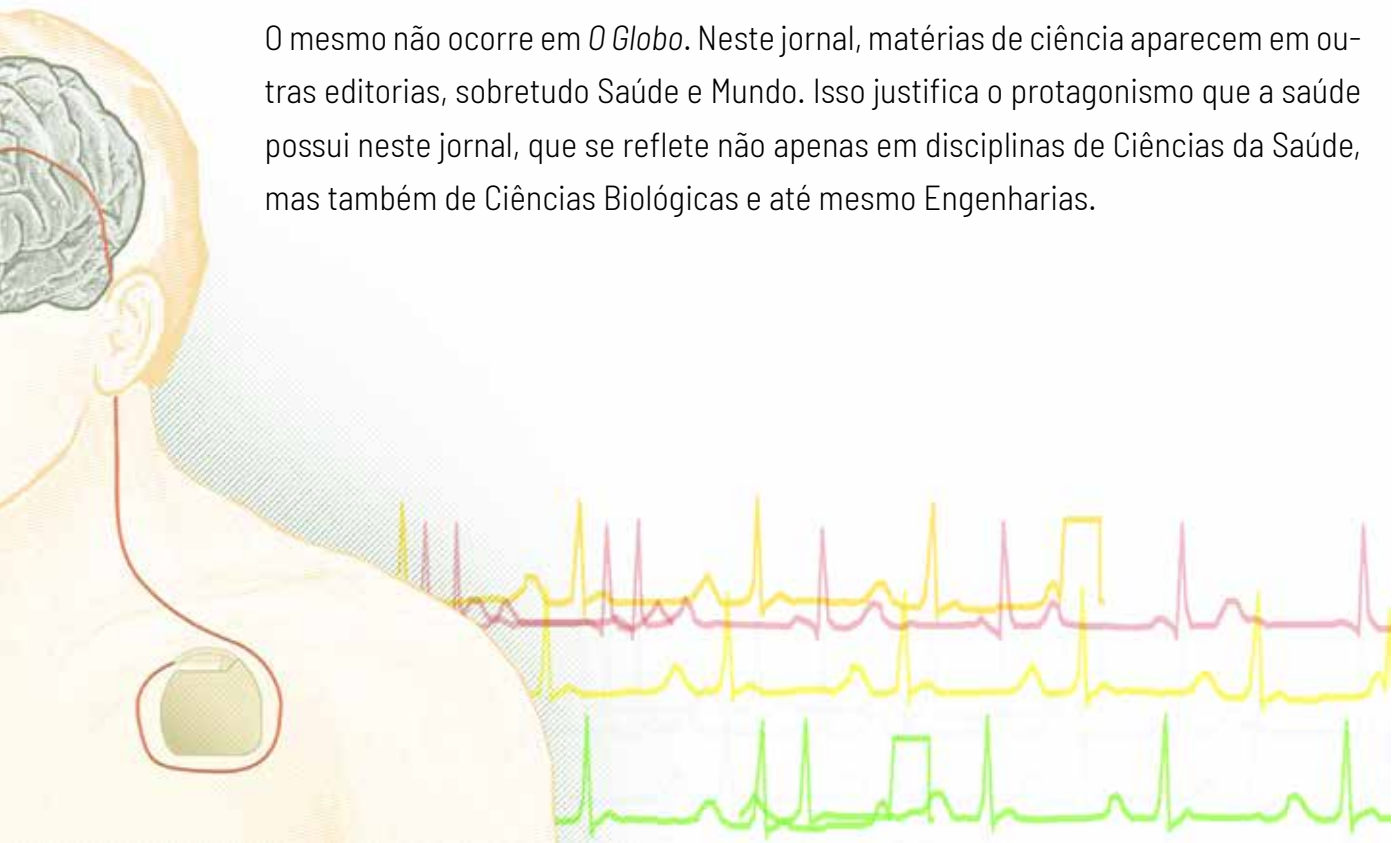 O mesmo não ocorre em O Globo. Neste jornal, matérias de ciência aparecem em ou-
tras editorias, sobretudo Saúde e Mundo. Isso justifica o protagonismo que a saúde
possui neste jornal, que se reflete não apenas em disciplinas de Ciências da Saúde,
mas também de Ciências Biológicas e até mesmo Engenharias.